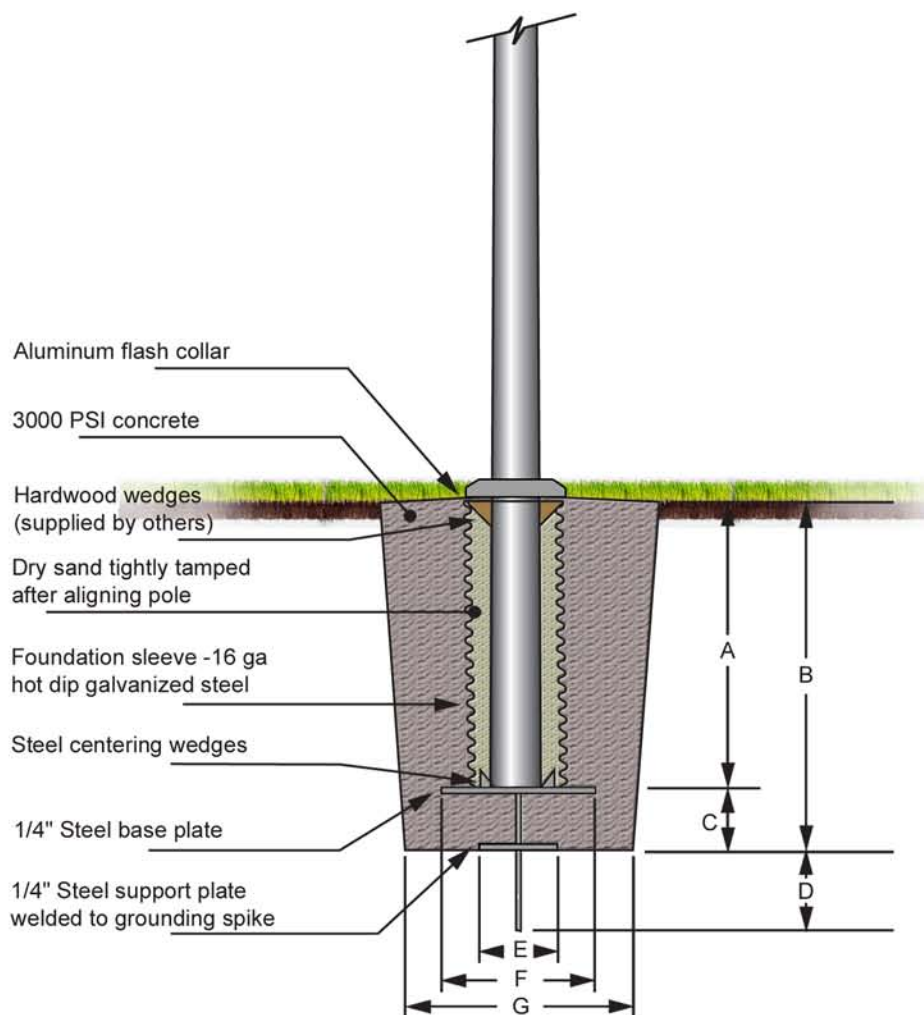 Aluminum flash collar
3000 PSI concrete
Hardwood wedges
(supplied by others)
Dry sand tightly tamped
after aligning pole
Foundation sleeve -16 ga
hot dip galvanized steel
Steel centering wedges
1/4" Steel base plate
1/4" Steel support plate
welded to grounding spike
A
B
C
D
E
F
G